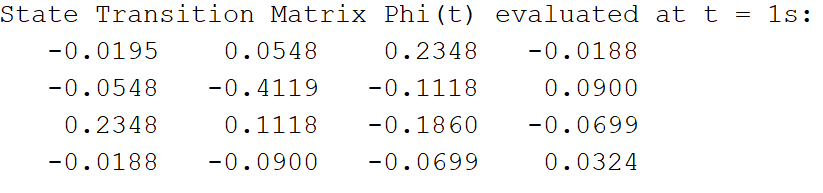 State Transition Matrix Phi(t) evaluated at t = 1s:
-0.0195 0.0548 0.2348 -0.0188
-0.0548 -0.4119 -0.1118 0.0900
0.2348 0.1118 -0.1860 -0.0699
-0.0188 -0.0900 -0.0699 0.0324